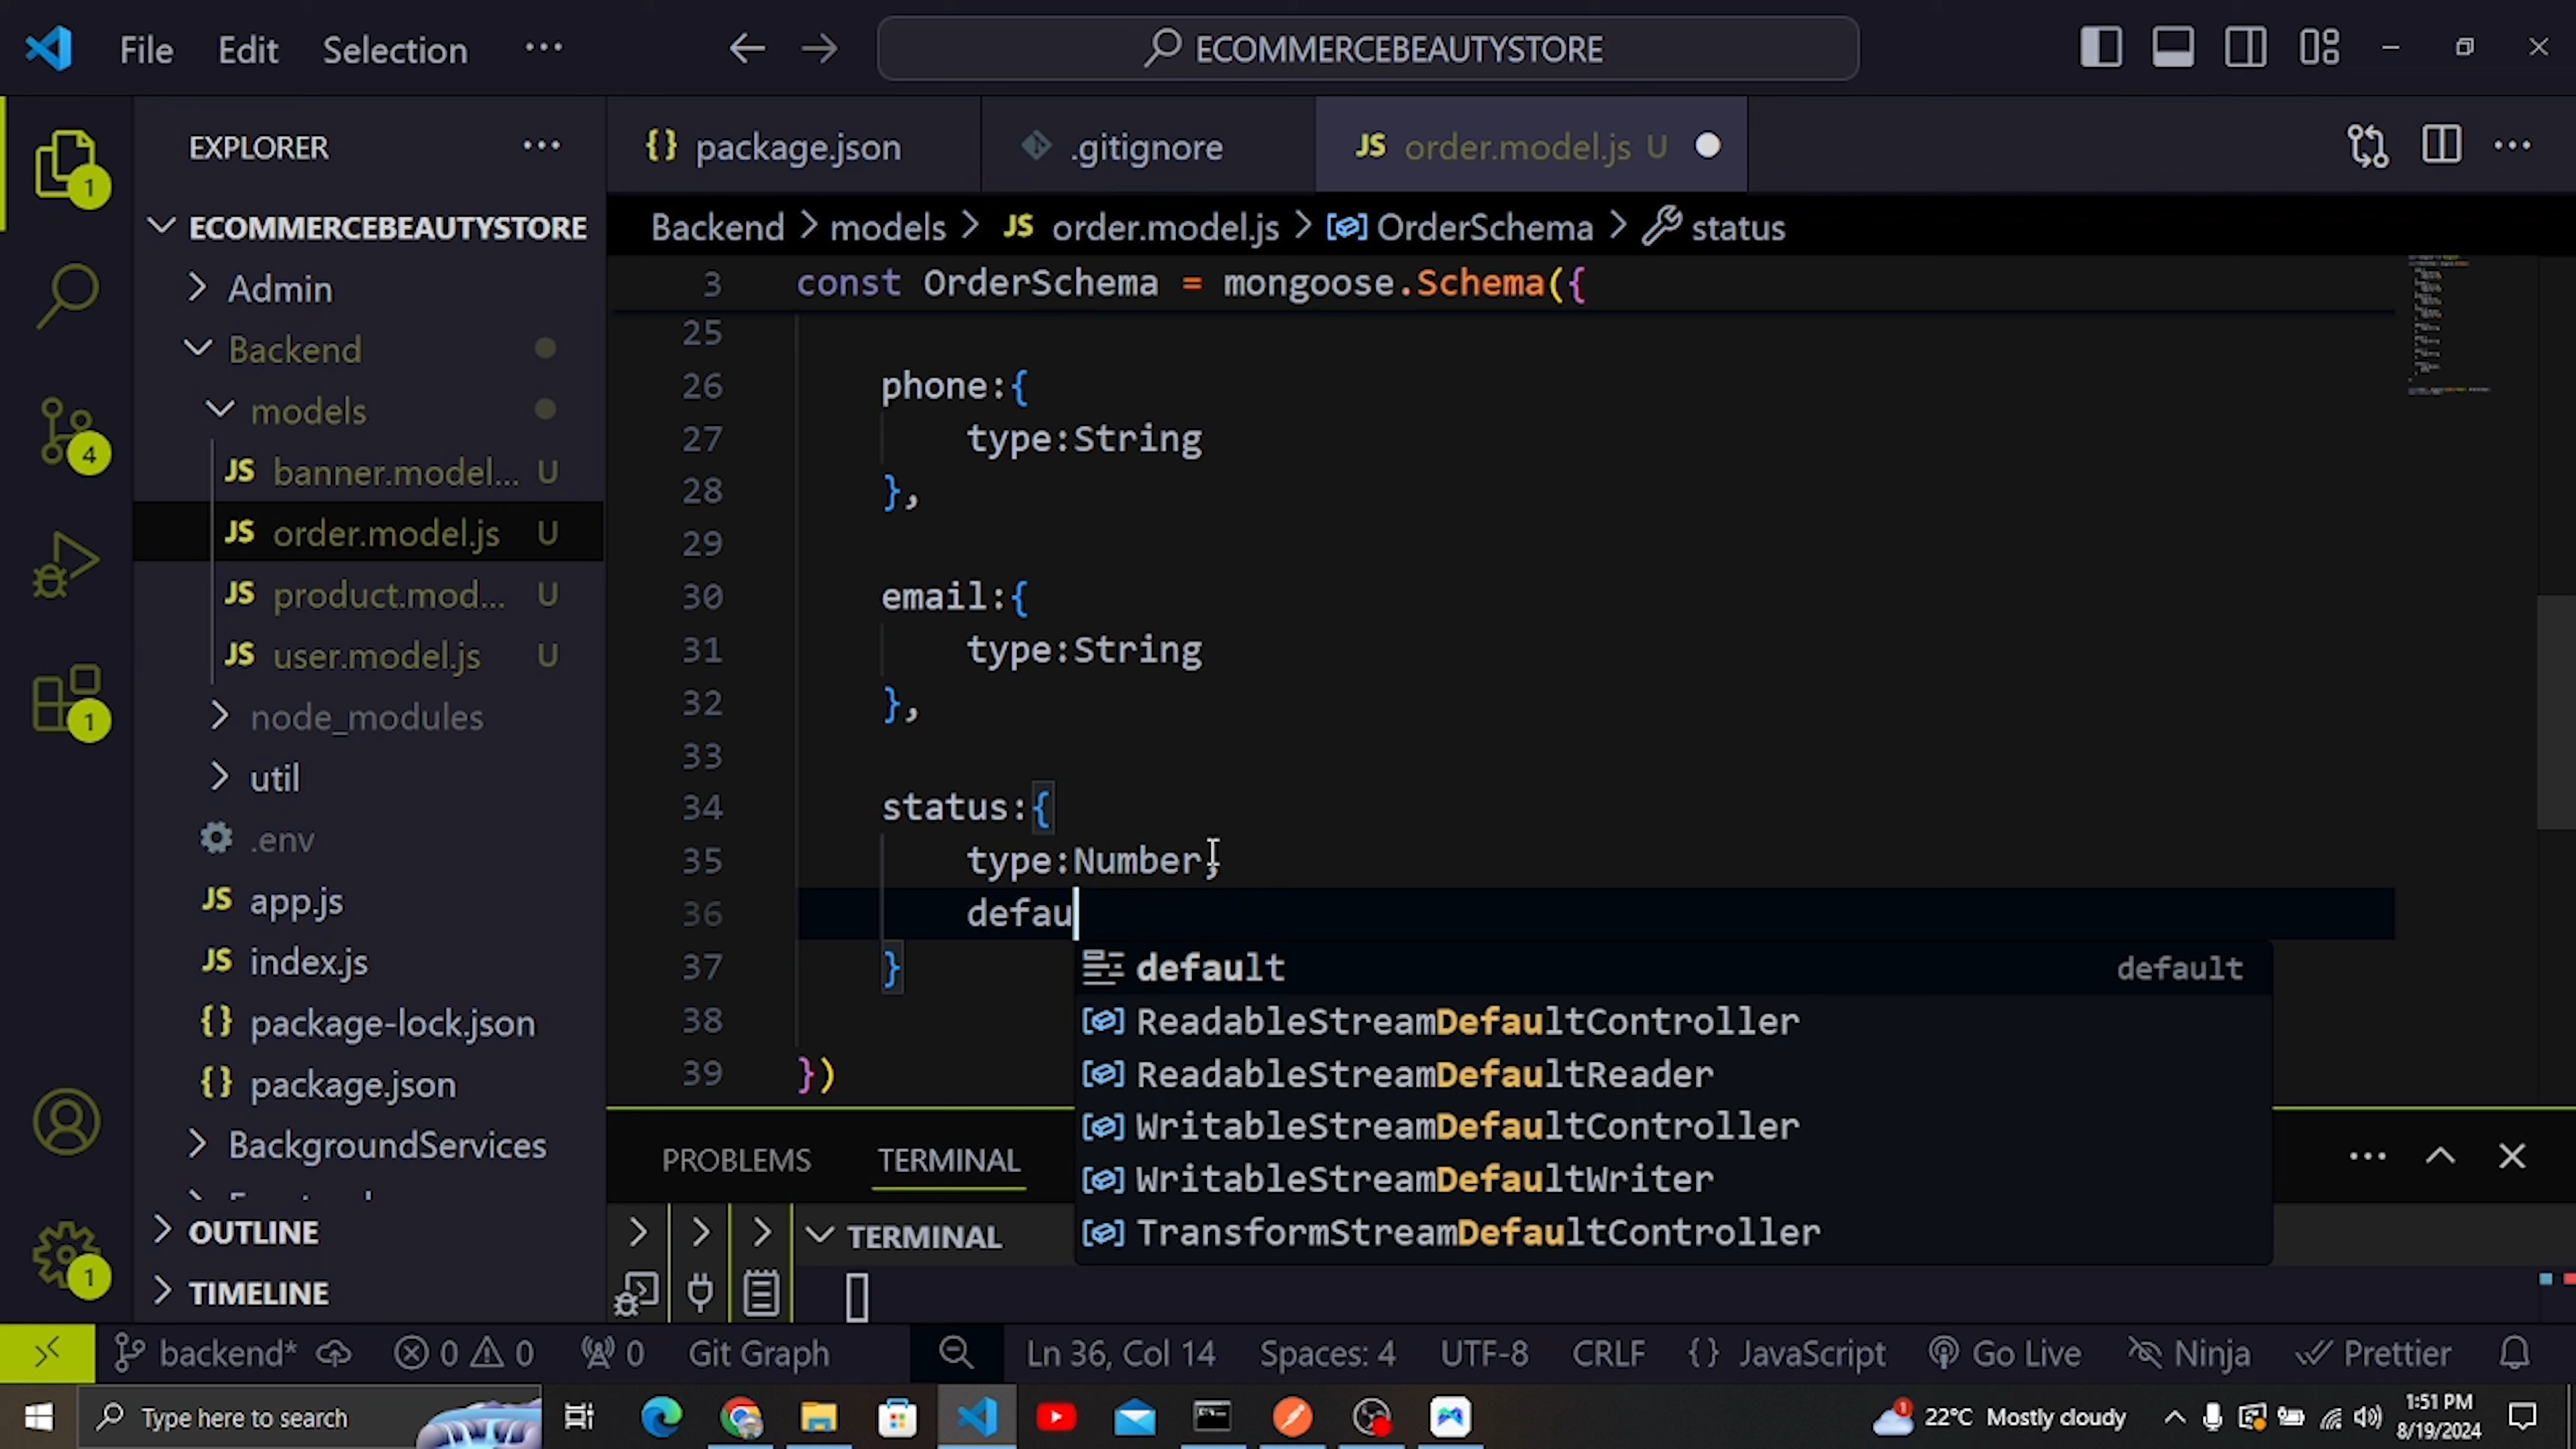 File Edit Selection ··· ECOMMERCEBEAUTYSTORE
EXPLORER ···
1
4
1
1
ECOMMERCEBEAUTYSTORE
Admin
Backend
models
JS banner.model... U
JS order.model.js U
JS product.mod... U
JS user.model.js U
node_modules
util
.env
JS app.js
JS index.js
{} package-lock.json
{} package.json
BackgroundServices
OUTLINE
TIMELINE
{} package.json .gitignore JS order.model.js U
Backend > models > JS order.model.js > OrderSchema > status
3 const OrderSchema = mongoose.Schema({
25
26 phone:{
27 type:String
28 },
29
30 email:{
31 type:String
32 },
33
34 status:{
35 type:Number,
36 defau
37 }
38
39 })
default default
ReadableStreamDefaultController
ReadableStreamDefaultReader
WritableStreamDefaultController
WritableStreamDefaultWriter
TransformStreamDefaultController
PROBLEMS TERMINAL
TERMINAL
backend* 0 0 0 Git Graph Ln 36, Col 14 Spaces: 4 UTF-8 CRLF {} JavaScript Go Live Ninja Prettier
Type here to search 1 22°C Mostly cloudy 1:51 PM
8/19/2024